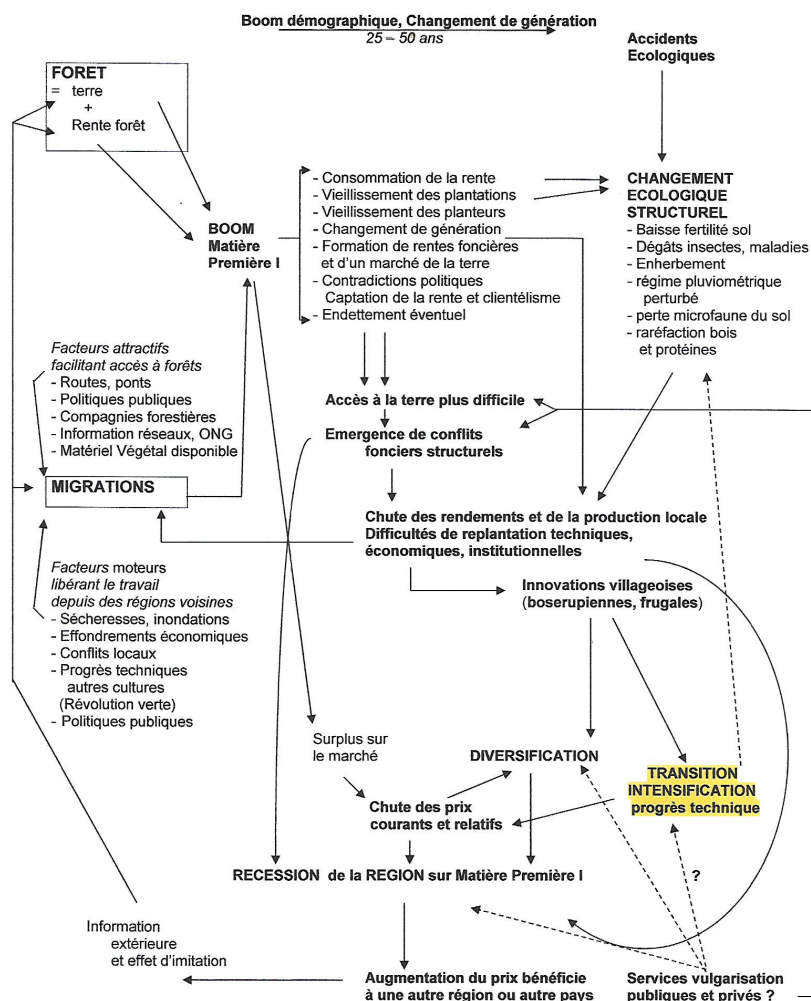 Boom démographique, Changement de génération
25 – 50 ans
Accidents
Ecologiques
FORET
= terre
+
Rente forêt
BOOM
Matière
Première I
- Consommation de la rente
- Vieillissement des plantations
- Vieillissement des planteurs
- Changement de génération
- Formation de rentes foncières
et d'un marché de la terre
- Contradictions politiques
Captation de la rente et clientélisme
- Endettement éventuel
CHANGEMENT
ECOLOGIQUE
STRUCTUREL
- Baisse fertilité sol
- Dégâts insectes, maladies
- Enherbement
- régime pluviométrique
perturbé
- perte microfaune du sol
- raréfaction bois
et protéines
Facteurs attractifs
facilitant accès à forêts
- Routes, ponts
- Politiques publiques
- Compagnies forestières
- Information réseaux, ONG
- Matériel Végétal disponible
Accès à la terre plus difficile
Emergence de conflits
fonciers structurels
MIGRATIONS
Chute des rendements et de la production locale
Difficultés de replantation techniques,
économiques, institutionnelles
Facteurs moteurs
libérant le travail
depuis des régions voisines
- Sécheresses, inondations
- Effondrements économiques
- Conflits locaux
- Progrès techniques
autres cultures
(Révolution verte)
- Politiques publiques
Innovations villageoises
(boserupiennes, frugales)
Surplus sur
le marché
DIVERSIFICATION
TRANSITION
INTENSIFICATION
progrès technique
Chute des prix
courants et relatifs
RECESSION de la REGION sur Matière Première I
?
Information
extérieure
et effet d'imitation
Augmentation du prix bénéficie
à une autre région ou autre pays
Services vulgarisation
publiques et privés ?